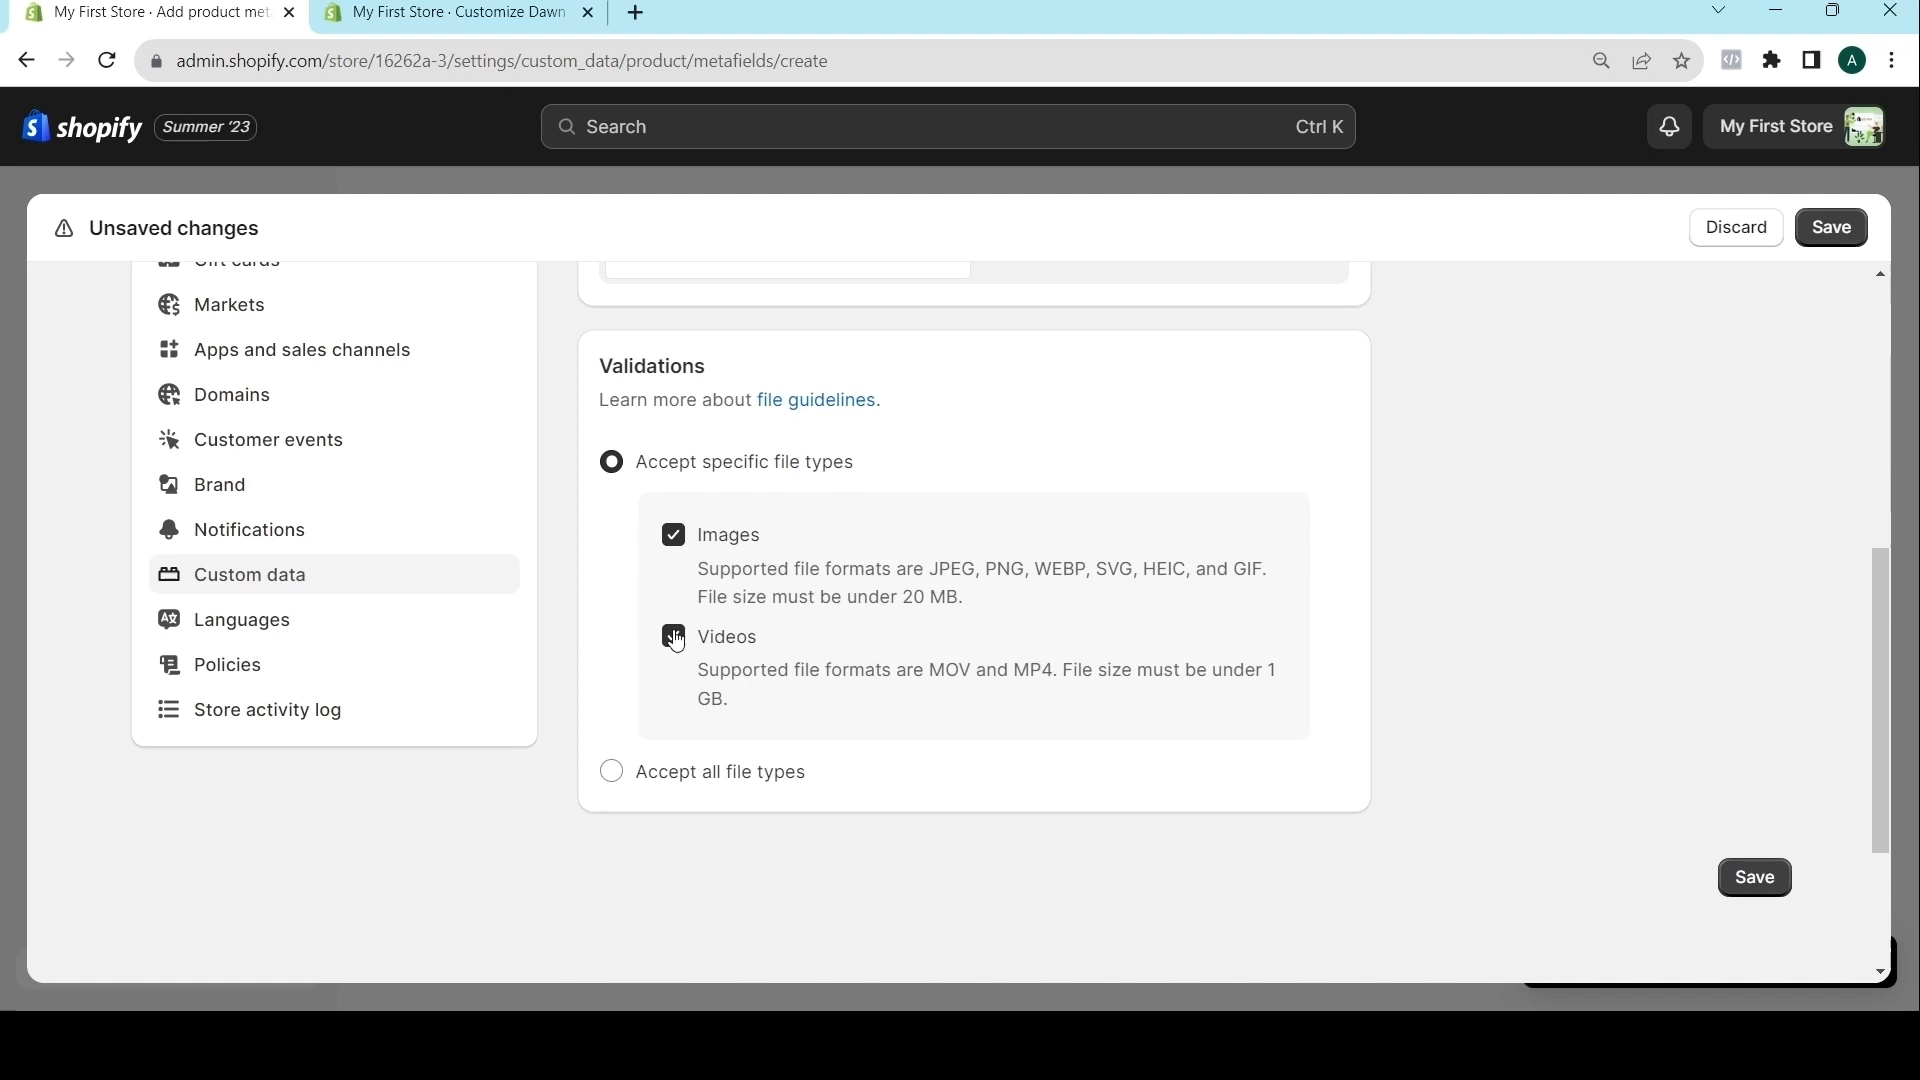 My First Store · Add product met
My First Store · Customize Dawn
admin.shopify.com/store/16262a-3/settings/custom_data/product/metafields/create
A
shopify
Summer '23
Search
Ctrl K
My First Store
Unsaved changes
Discard
Save
Gift cards
Markets
Apps and sales channels
Domains
Customer events
Brand
Notifications
Custom data
Languages
Policies
Store activity log
Validations
Learn more about file guidelines.
Accept specific file types
Images
Supported file formats are JPEG, PNG, WEBP, SVG, HEIC, and GIF.
File size must be under 20 MB.
Videos
Supported file formats are MOV and MP4. File size must be under 1
GB.
Accept all file types
Save